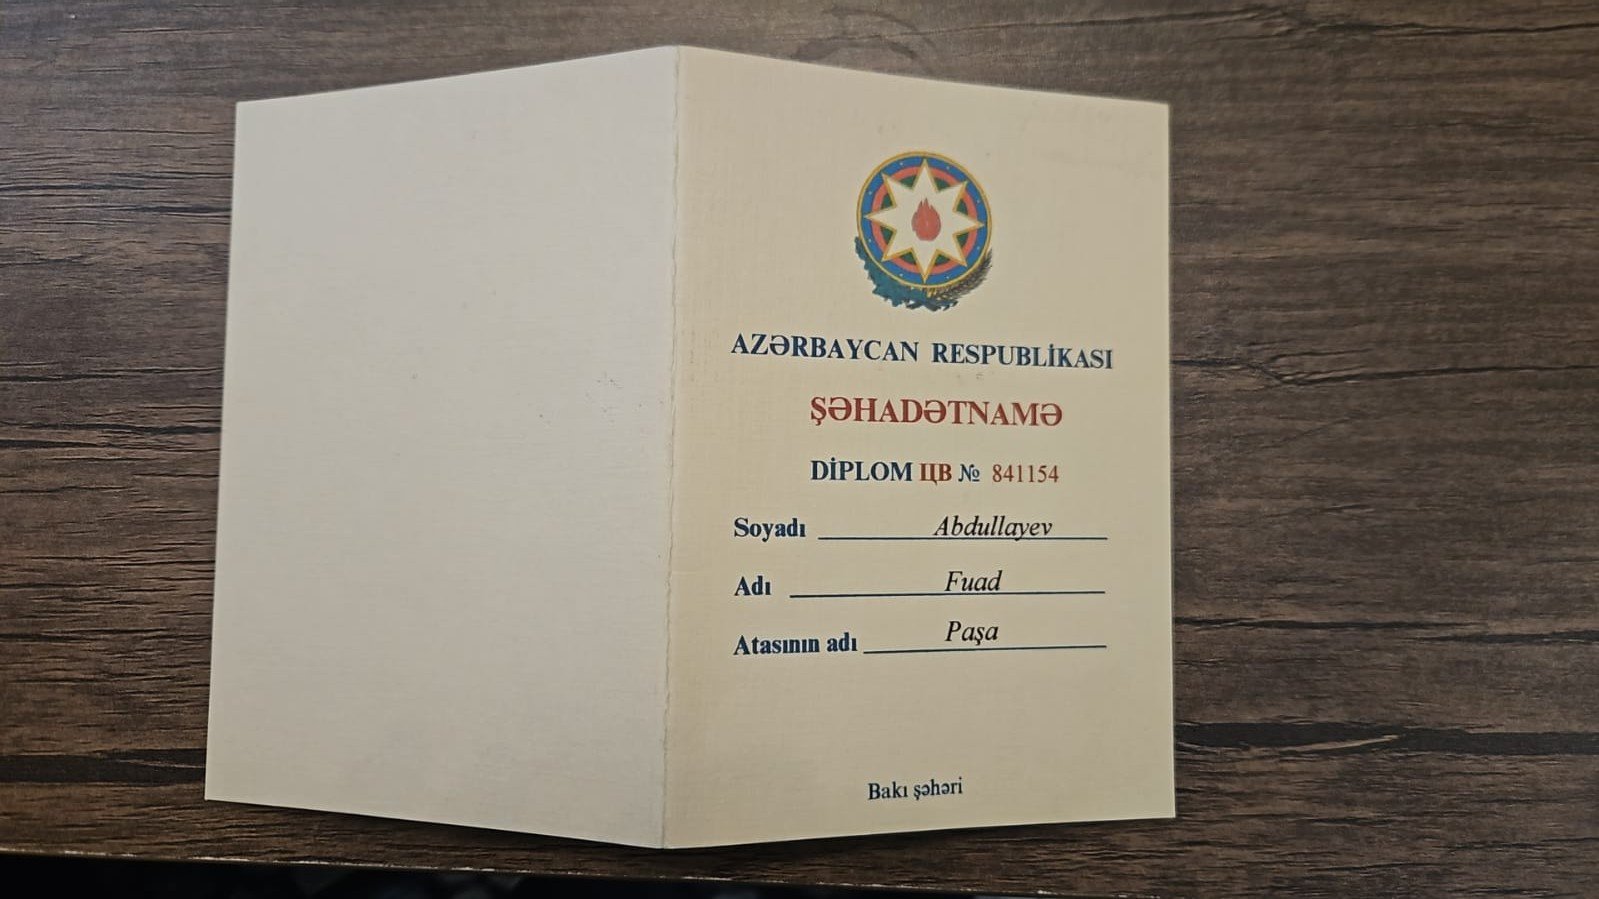 AZƏRBAYCAN RESPUBLİKASI
ŞƏHADƏTNAMƏ
DİPLOM ЦВ № 841154
Soyadı Abdullayev
Adı Fuad
Atasının adı Paşa
Bakı şəhəri